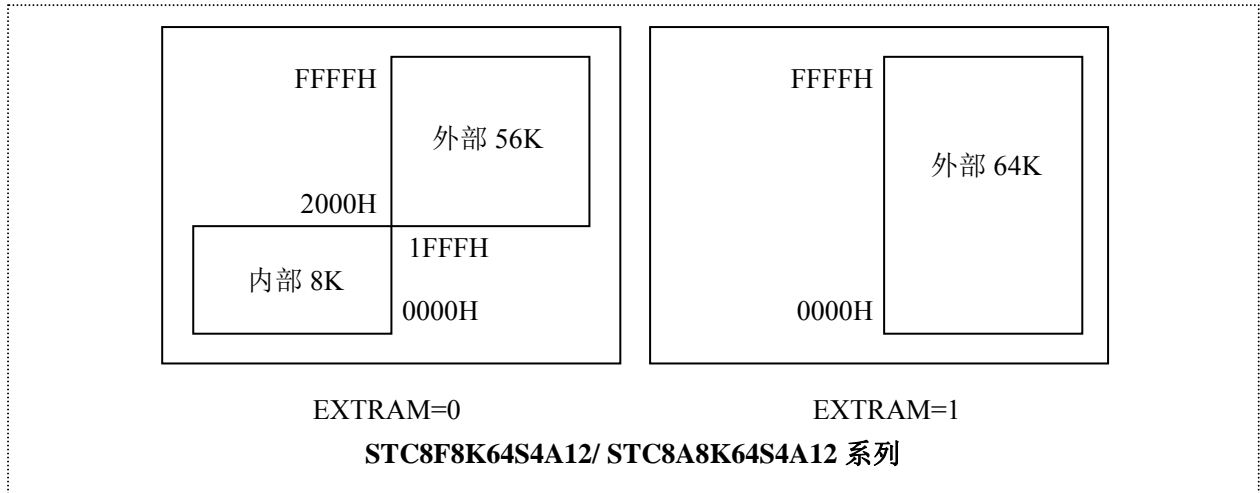 FFFFH
外部 56K
2000H
1FFFH
内部 8K
0000H
EXTRAM=0
FFFFH
外部 64K
0000H
EXTRAM=1
STC8F8K64S4A12/ STC8A8K64S4A12 系列